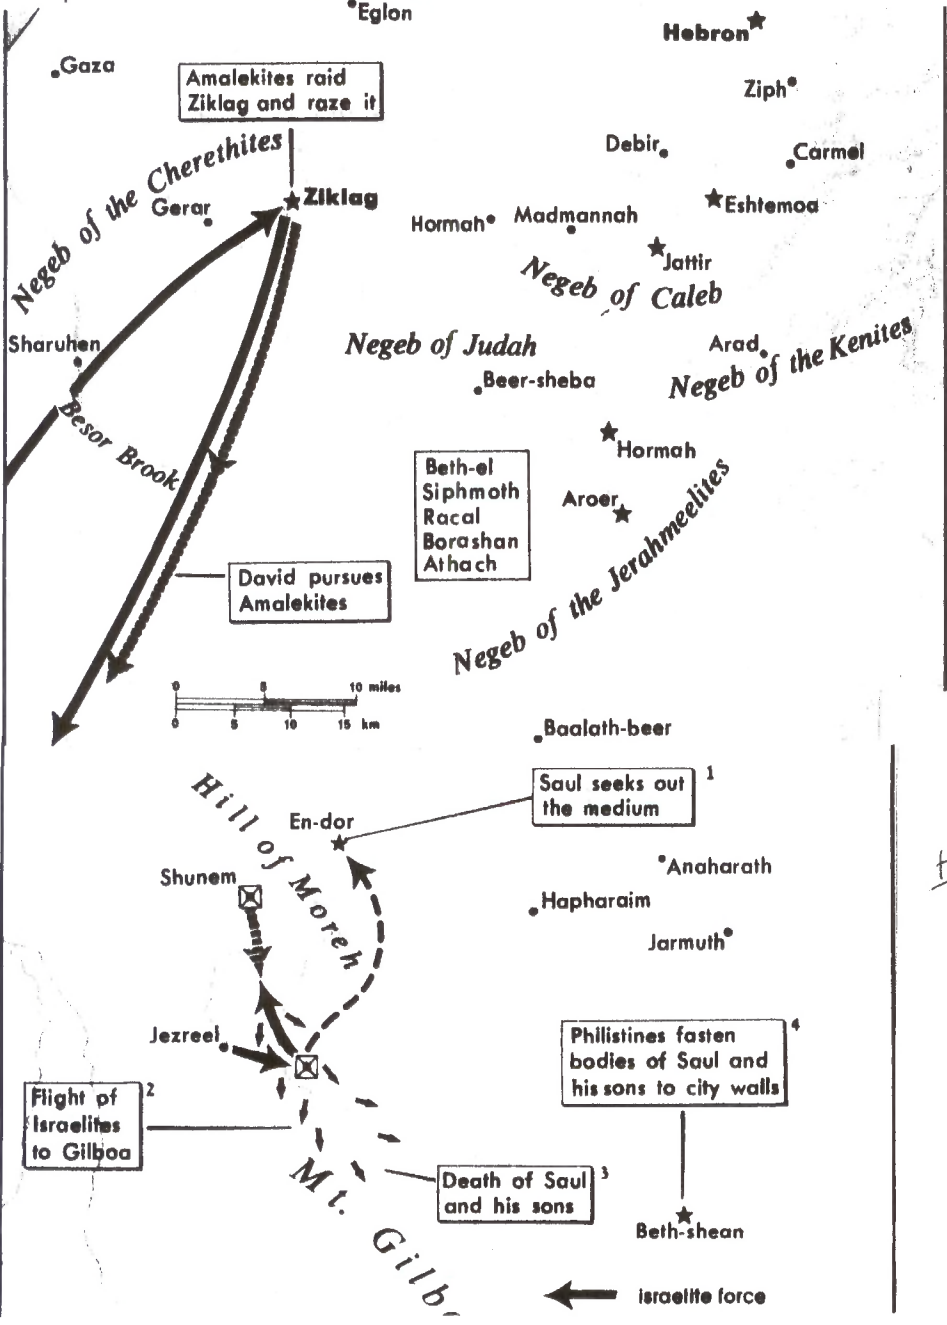 Eglon
Hebron
Gaza
Amalekites raid
Ziklag and raze it
Ziph
Debir
Carmel
Negeb of the Cherethites
Ziklag
Gerar
Hormah
Madmannah
Eshtemoa
Jattir
Negeb of Caleb
Sharuhen
Negeb of Judah
Arad
Negeb of the Kenites
Beer-sheba
Besor Brook
Hormah
Beth-el
Siphmoth
Racal
Borashan
Athach
Aroer
Negeb of the Jerahmeelites
David pursues
Amalekites
0 5 10 miles
0 5 10 15 km
Baalath-beer
Saul seeks out
the medium
1
Hill of Moreh
En-dor
Shunem
Anaharath
Hapharaim
Jarmuth
Jezreel
Philistines fasten
bodies of Saul and
his sons to city walls
4
Flight of
Israelites
to Gilboa
2
Death of Saul
and his sons
3
Mt. Gilbo
Beth-shean
israelite force